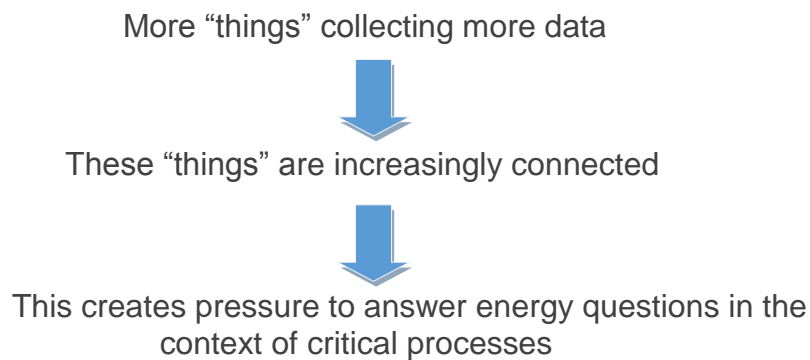 More “things” collecting more data
These “things” are increasingly connected
This creates pressure to answer energy questions in the
context of critical processes